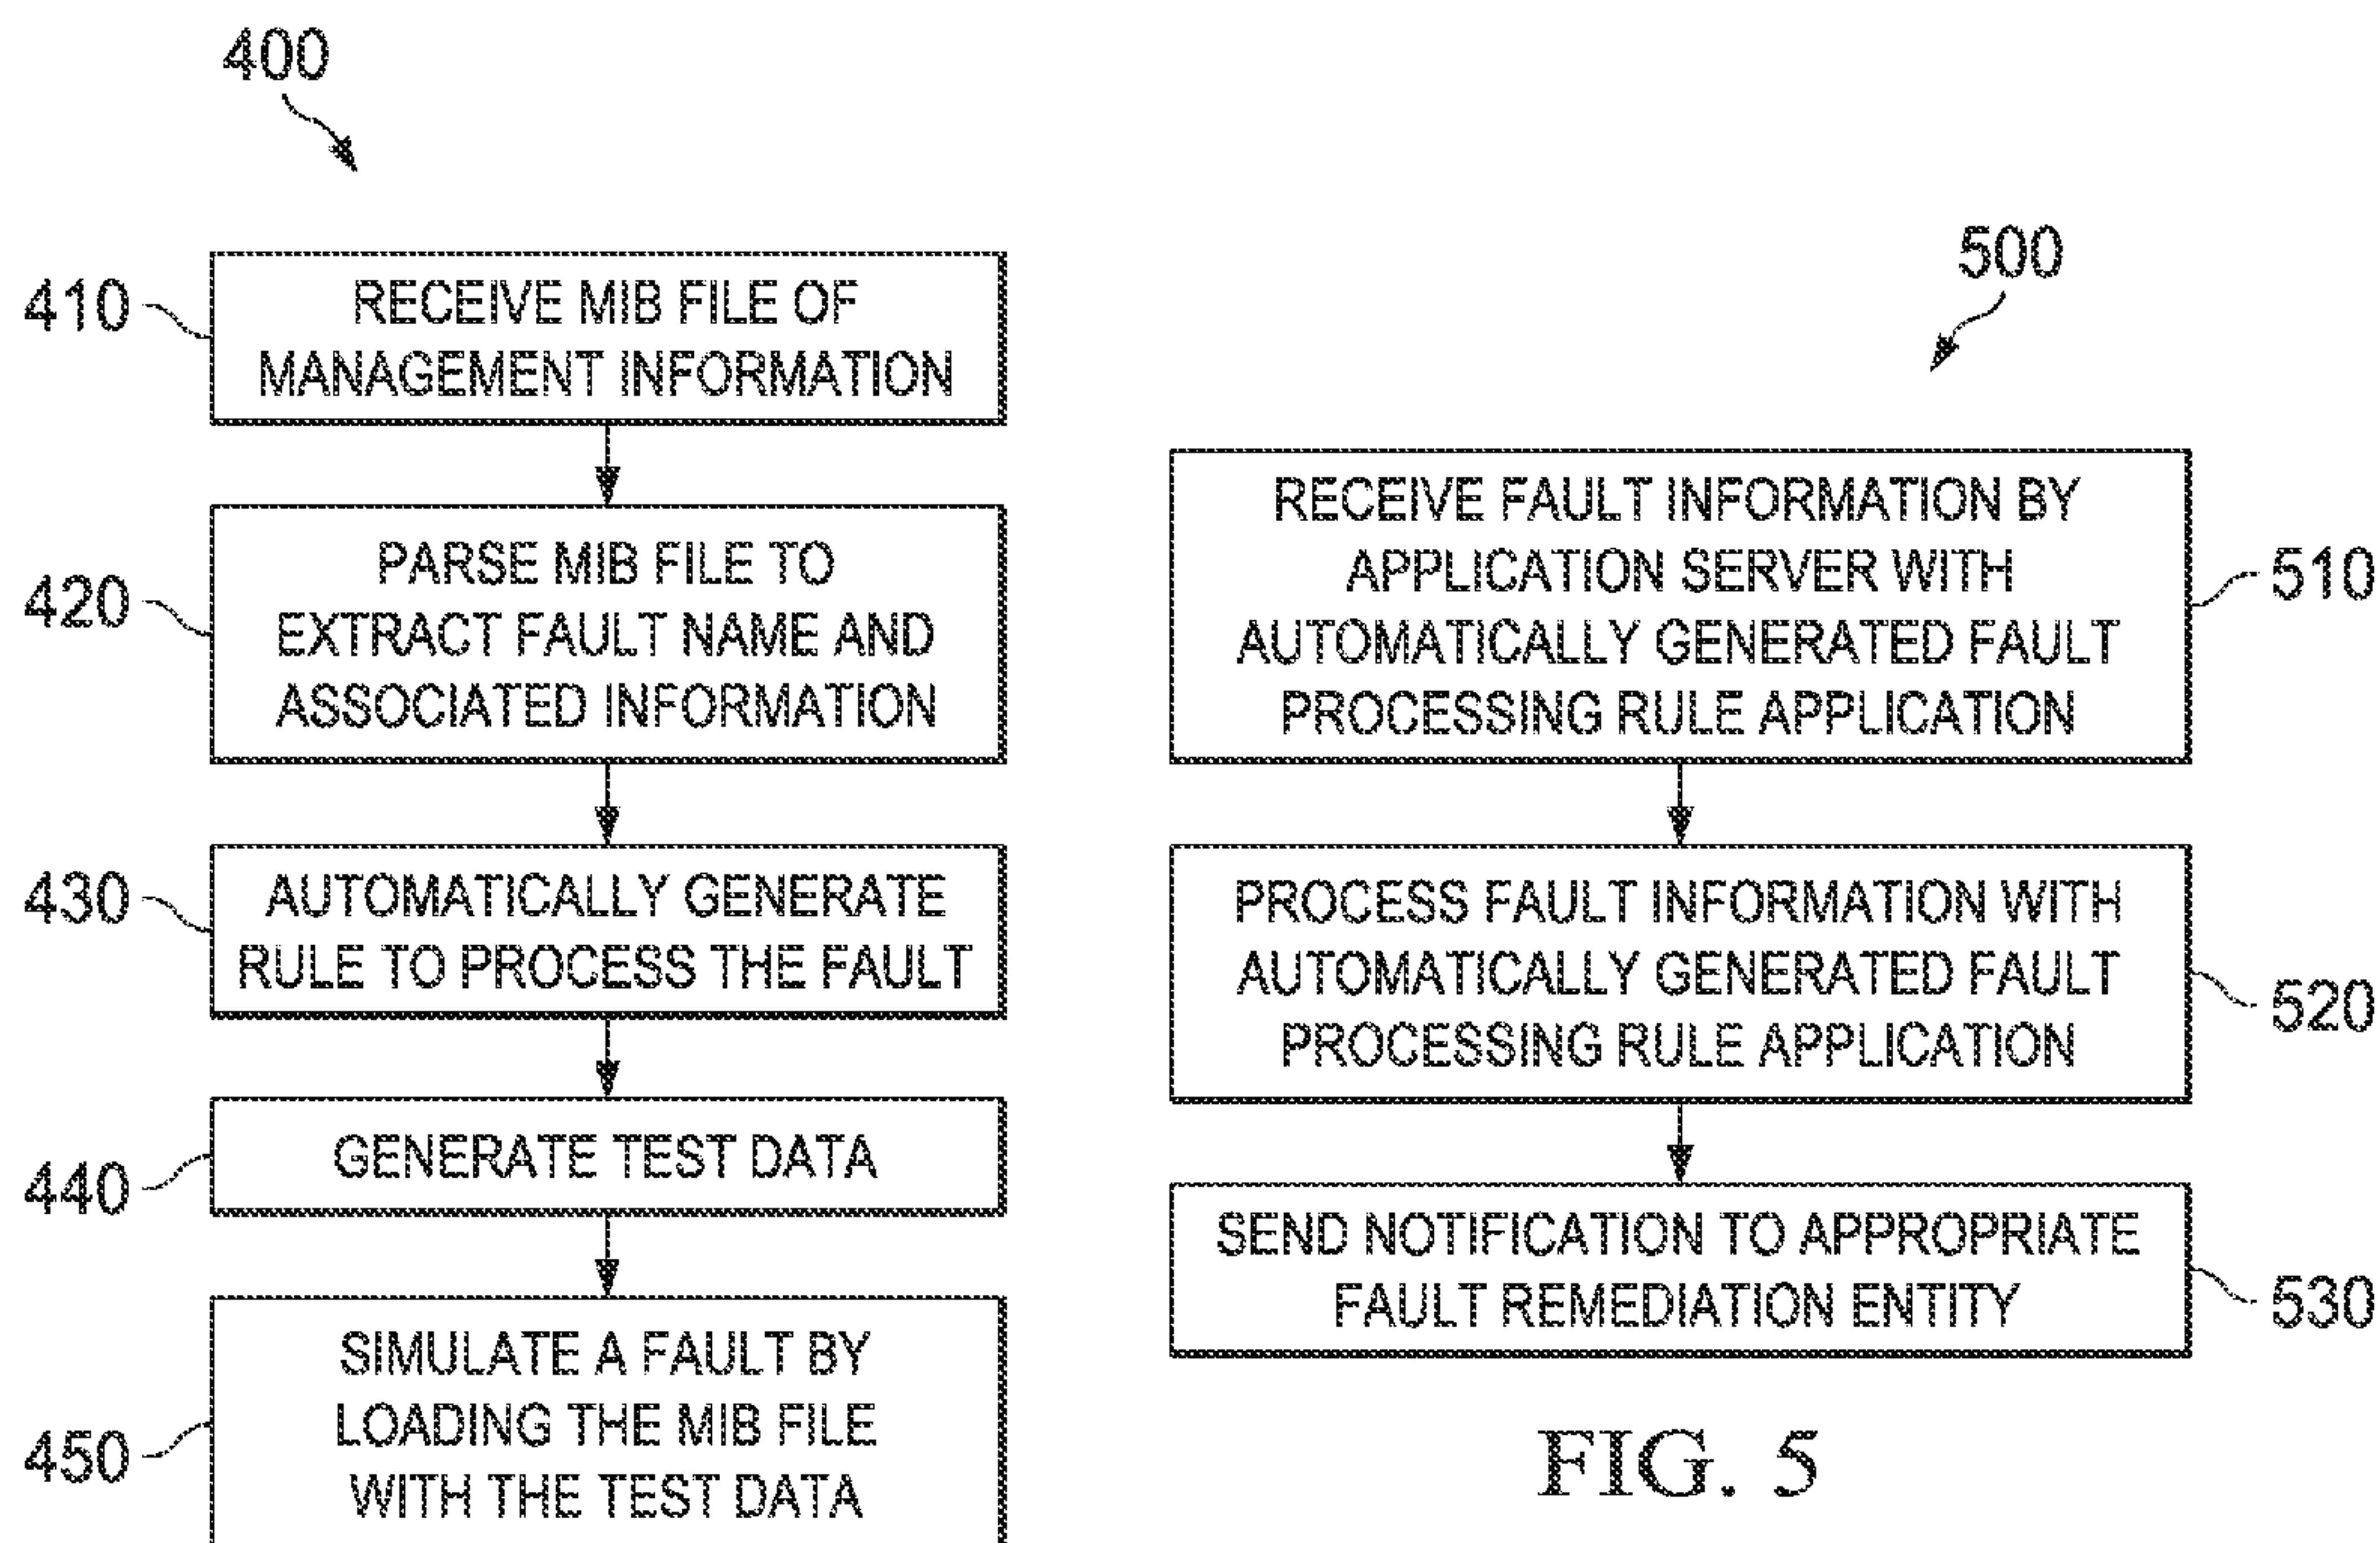 400
410
RECEIVE MIB FILE OF
MANAGEMENT INFORMATION
420
PARSE MIB FILE TO
EXTRACT FAULT NAME AND
ASSOCIATED INFORMATION
430
AUTOMATICALLY GENERATE
RULE TO PROCESS THE FAULT
440
GENERATE TEST DATA
450
SIMULATE A FAULT BY
LOADING THE MIB FILE
WITH THE TEST DATA
500
RECEIVE FAULT INFORMATION BY
APPLICATION SERVER WITH
AUTOMATICALLY GENERATED FAULT
PROCESSING RULE APPLICATION
510
PROCESS FAULT INFORMATION WITH
AUTOMATICALLY GENERATED FAULT
PROCESSING RULE APPLICATION
520
SEND NOTIFICATION TO APPROPRIATE
FAULT REMEDIATION ENTITY
530
FIG. 5